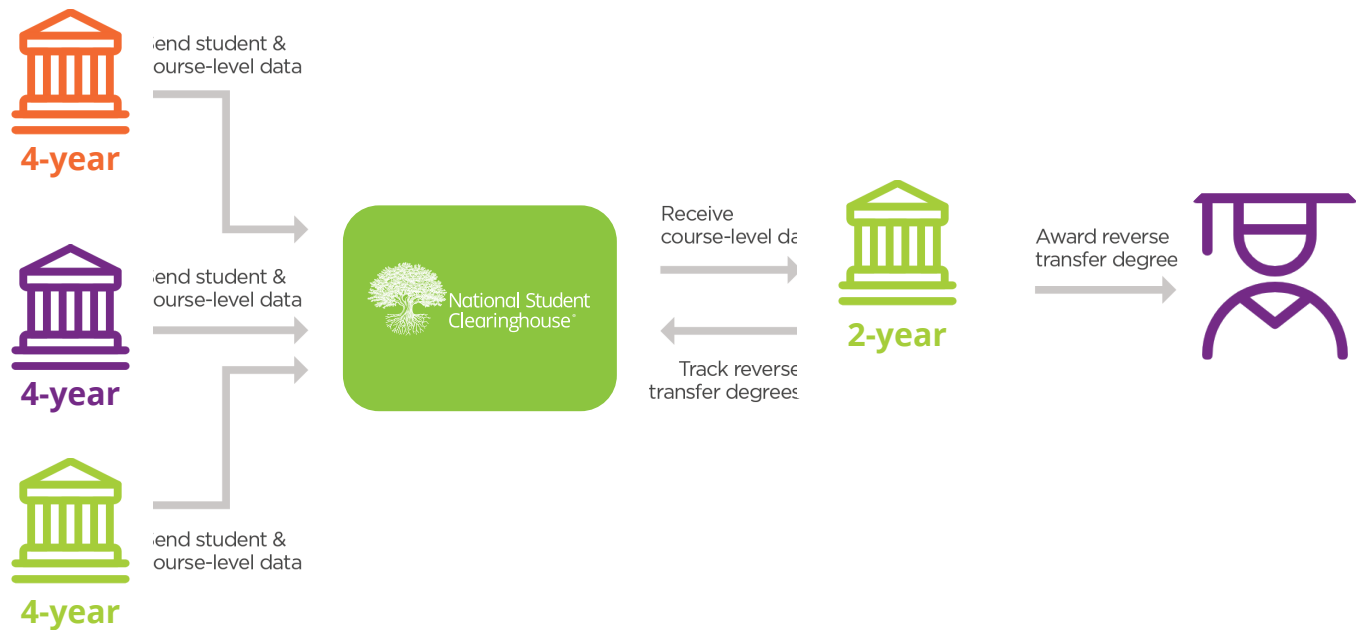 end student &
ourse-level data
4-year
end student &
ourse-level data
4-year
end student &
ourse-level data
4-year
National Student
Clearinghouse®
Receive
course-level da
Track reverse
transfer degrees
2-year
Award reverse
transfer degree